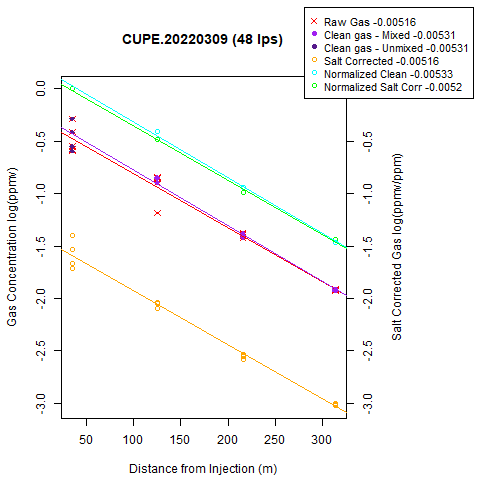 CUPE.20220309 (48 lps)
Raw Gas -0.00516
Clean gas - Mixed -0.00531
Clean gas - Unmixed -0.00531
Salt Corrected -0.00516
Normalized Clean -0.00533
Normalized Salt Corr -0.0052
Gas Concentration log(ppmv)
0.0
-0.5
-1.0
-1.5
-2.0
-2.5
-3.0
0.0
-0.5
-1.0
-1.5
-2.0
-2.5
-3.0
Salt Corrected Gas log(ppmv/ppm)
50 100 150 200 250 300
Distance from Injection (m)